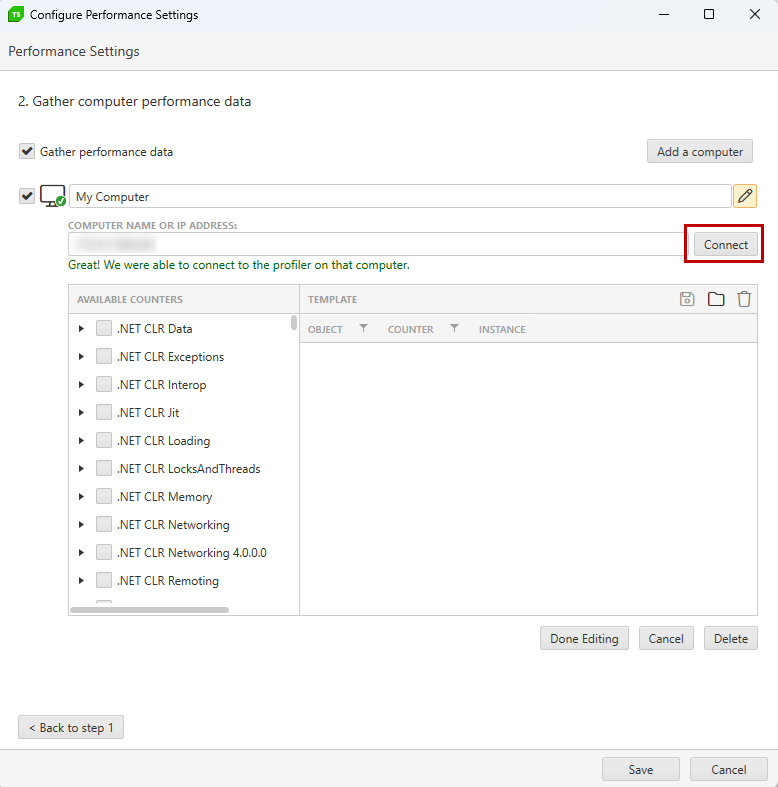 TS Configure Performance Settings
Performance Settings
2. Gather computer performance data
Gather performance data
Add a computer
My Computer
COMPUTER NAME OR IP ADDRESS:
Connect
Great! We were able to connect to the profiler on that computer.
AVAILABLE COUNTERS
TEMPLATE
OBJECT COUNTER INSTANCE
.NET CLR Data
.NET CLR Exceptions
.NET CLR Interop
.NET CLR Jit
.NET CLR Loading
.NET CLR LocksAndThreads
.NET CLR Memory
.NET CLR Networking
.NET CLR Networking 4.0.0.0
.NET CLR Remoting
Done Editing
Cancel
Delete
< Back to step 1
Save
Cancel